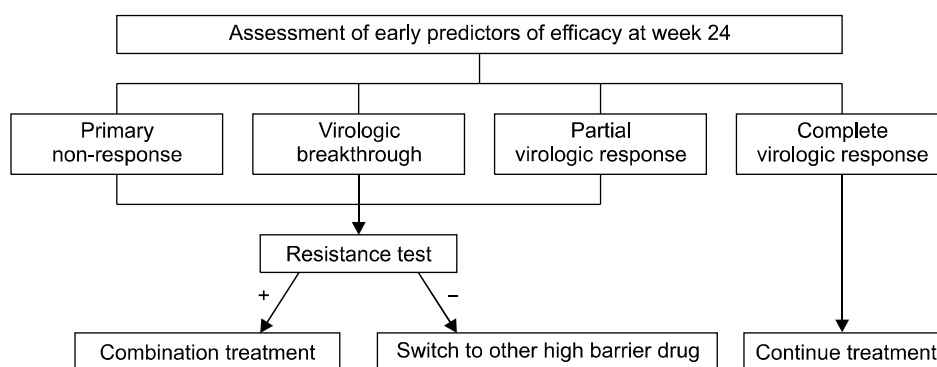 Assessment of early predictors of efficacy at week 24
Primary
non-response
Virologic
breakthrough
Partial
virologic response
Complete
virologic response
Resistance test
+
−
Combination treatment
Switch to other high barrier drug
Continue treatment